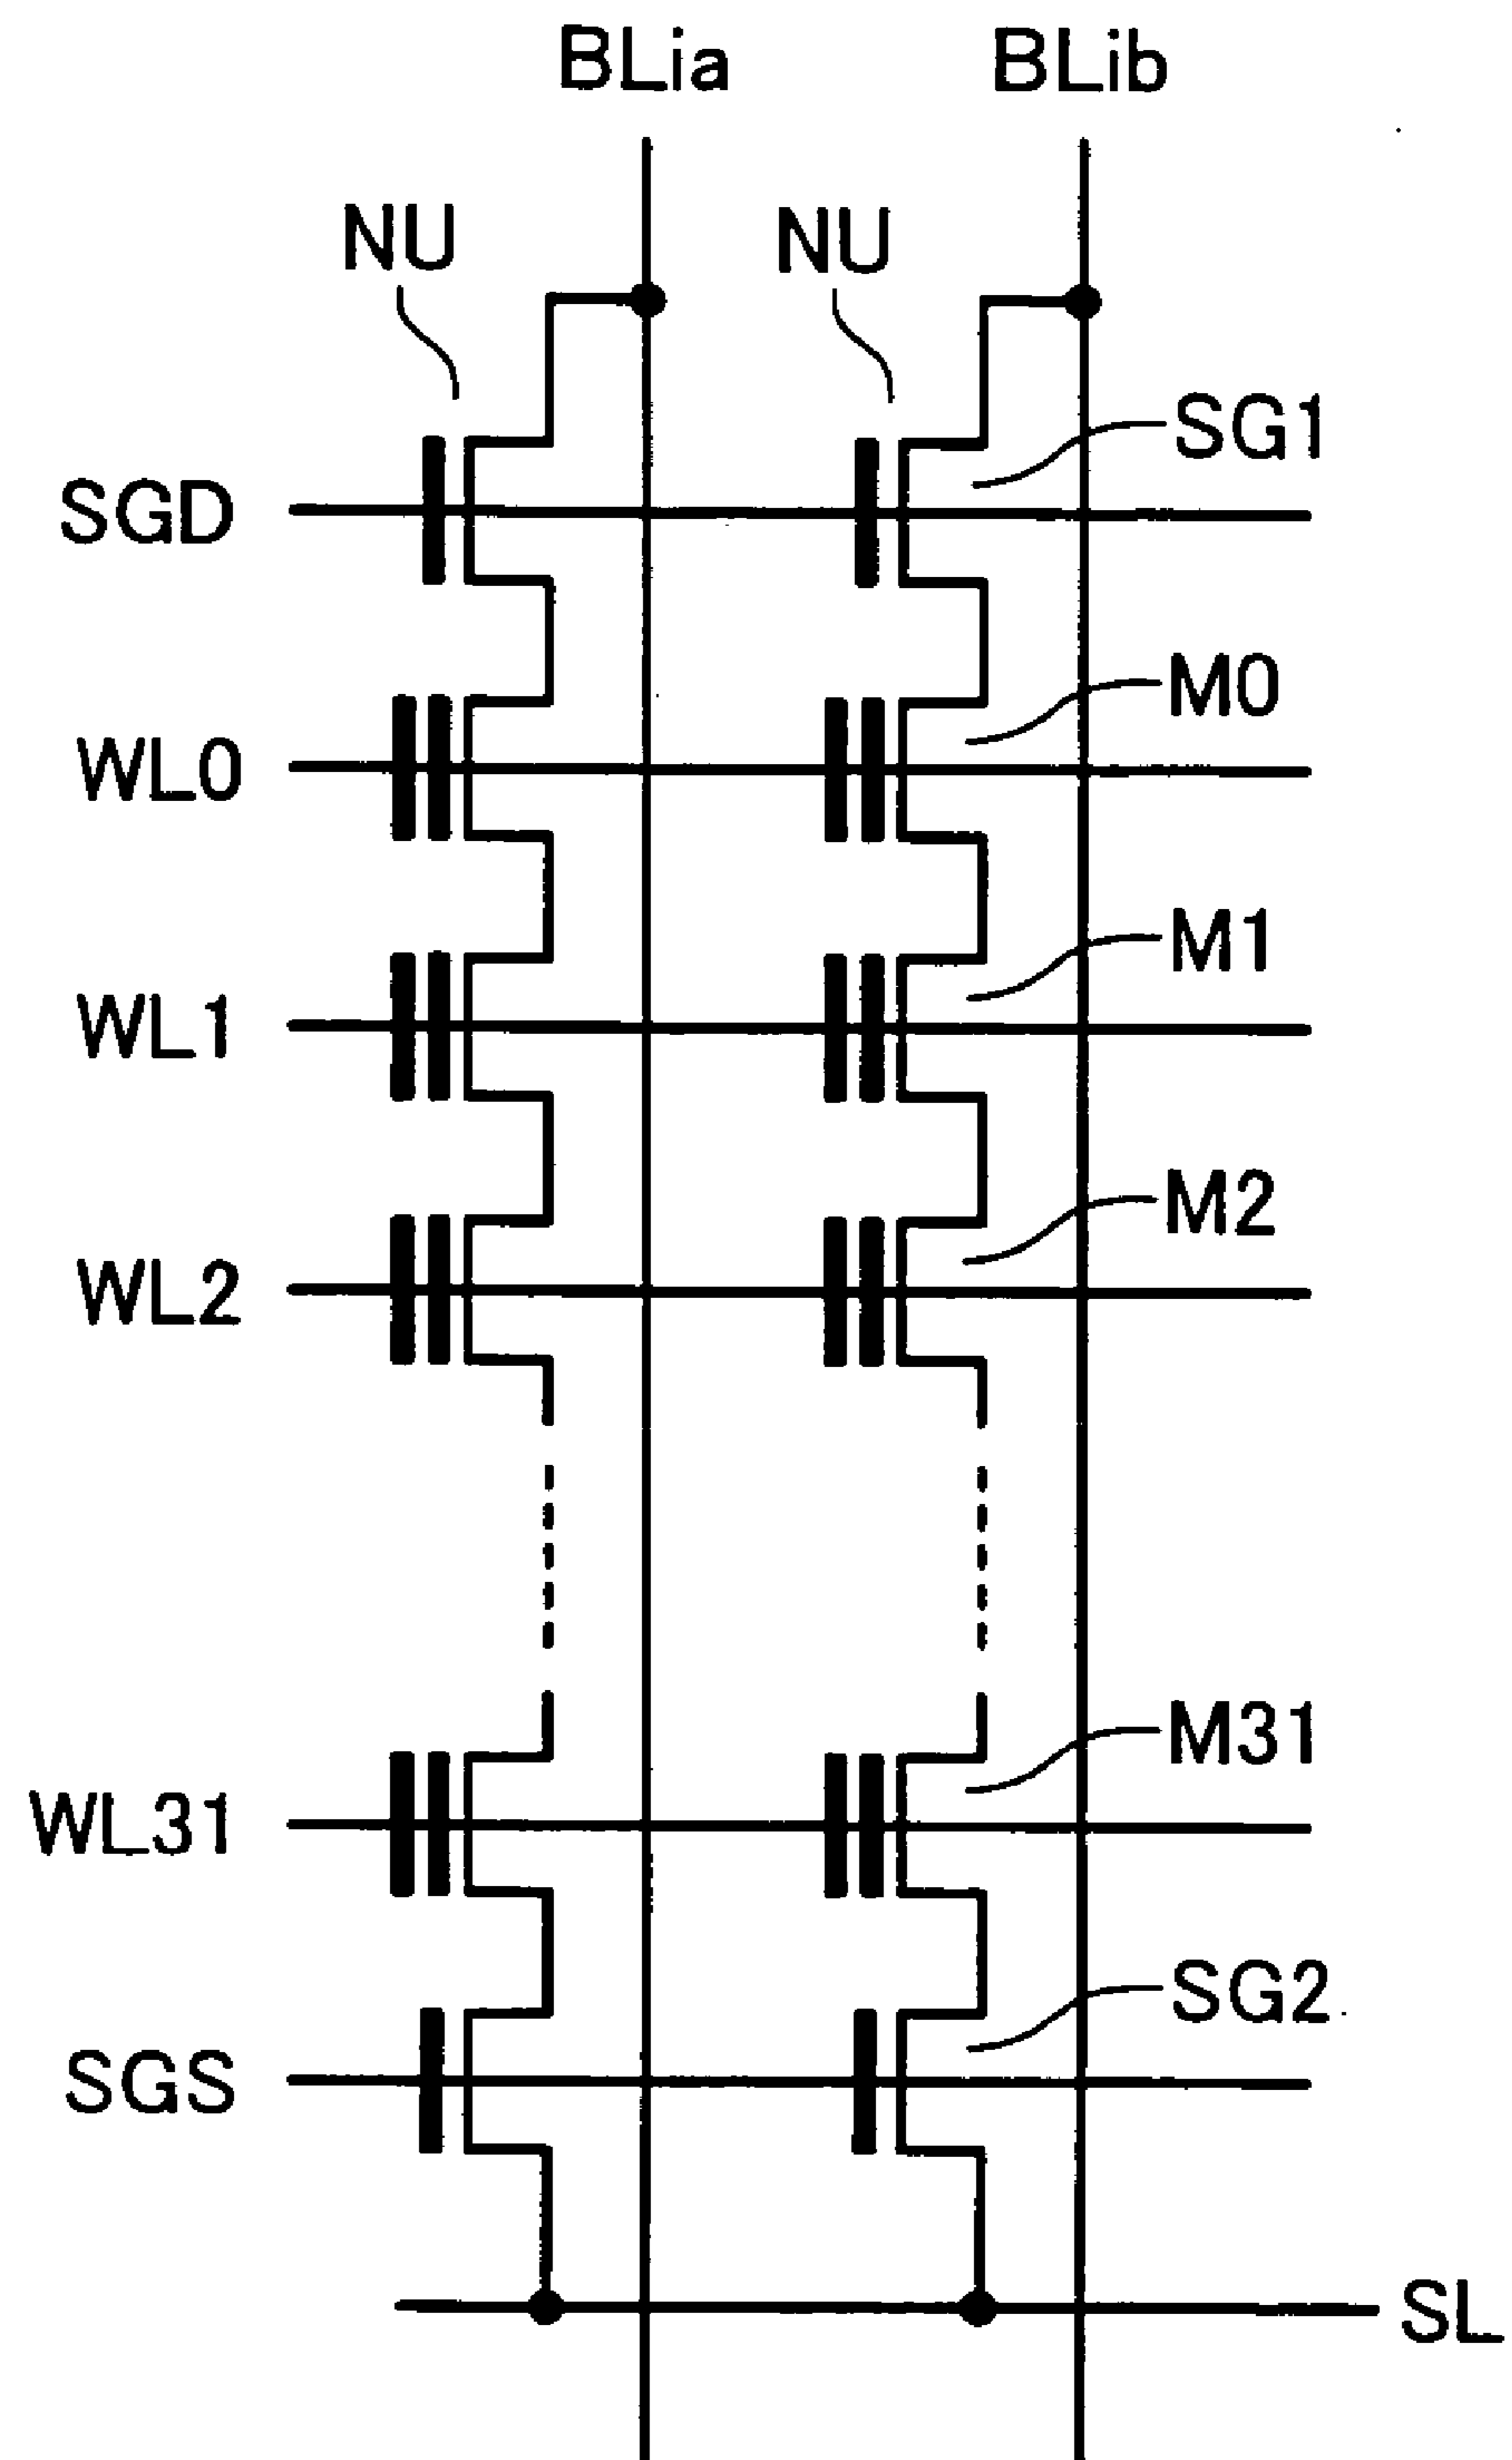 BLia BLib
NU NU
SG1
SGD
M0
WL0
M1
WL1
M2
WL2
M31
WL31
SG2
SGS
SL